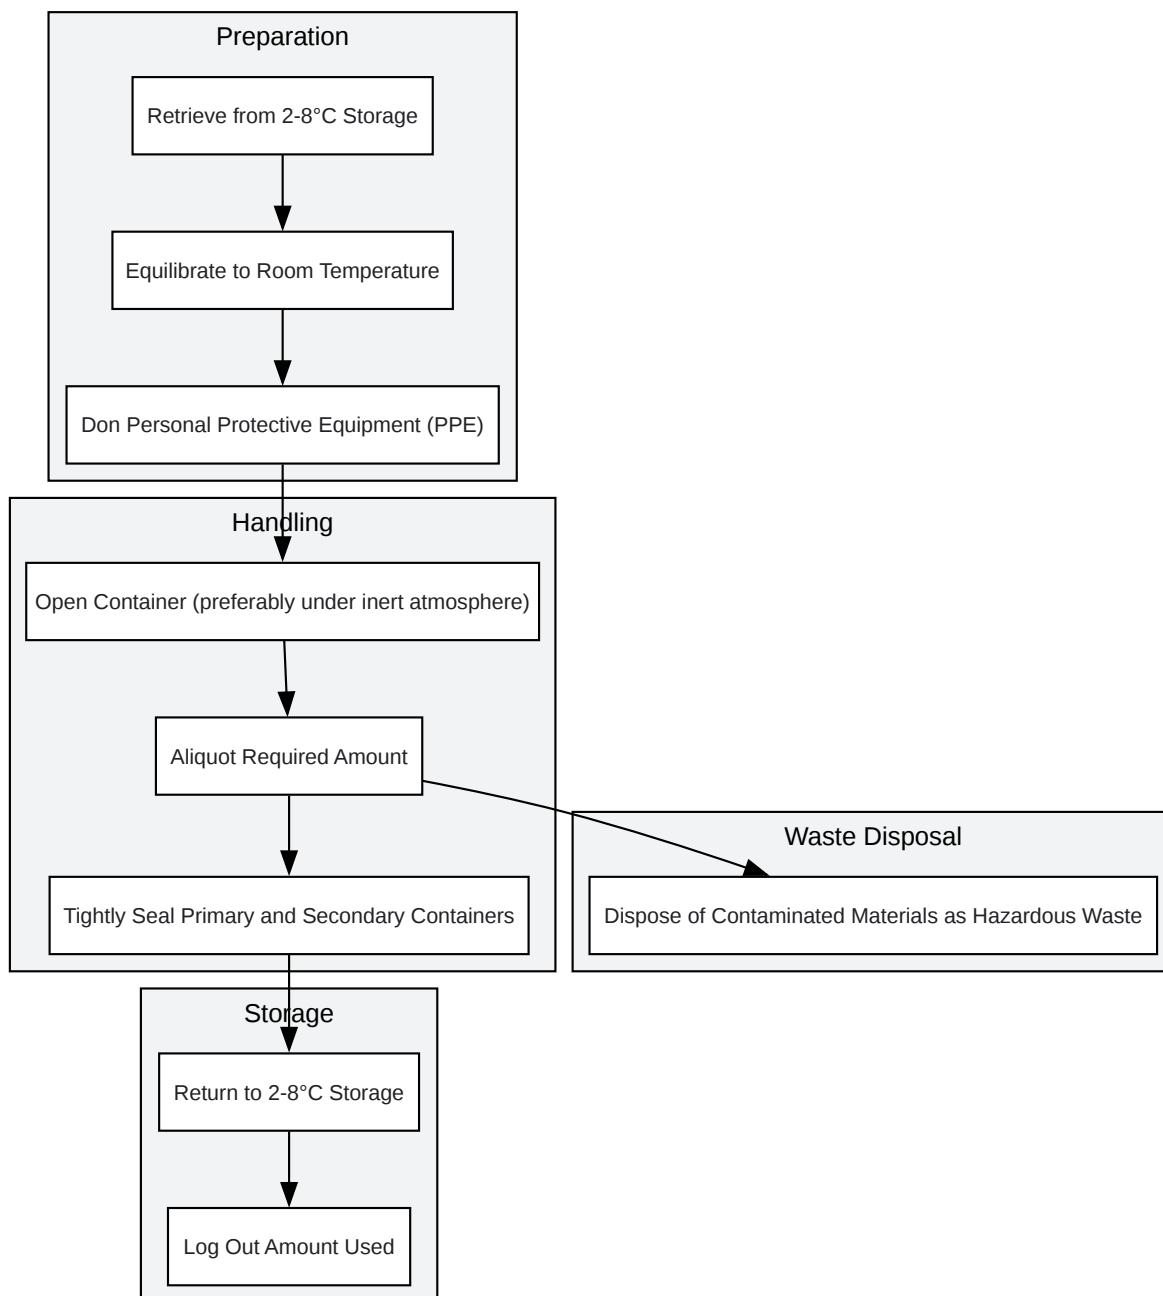 Preparation
Retrieve from 2-8°C Storage
Equilibrate to Room Temperature
Don Personal Protective Equipment (PPE)
Handling
Open Container (preferably under inert atmosphere)
Aliquot Required Amount
Waste Disposal
Tightly Seal Primary and Secondary Containers
Dispose of Contaminated Materials as Hazardous Waste
Storage
Return to 2-8°C Storage
Log Out Amount Used